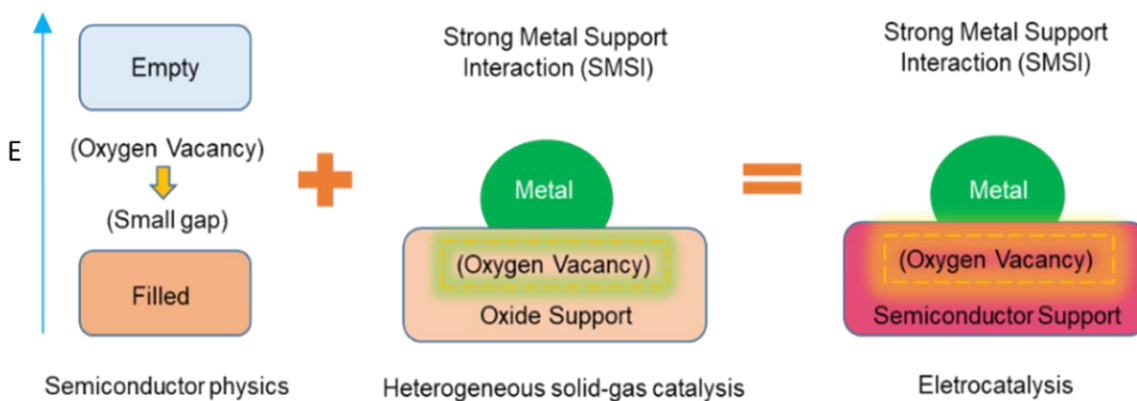 E
Empty
(Oxygen Vacancy)
(Small gap)
Filled
Semiconductor physics
Strong Metal Support
Interaction (SMSI)
Metal
(Oxygen Vacancy)
Oxide Support
Heterogeneous solid-gas catalysis
Strong Metal Support
Interaction (SMSI)
Metal
(Oxygen Vacancy)
Semiconductor Support
Eletrocatalysis